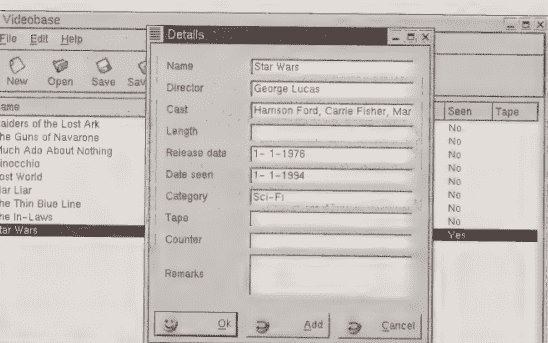 Videobase
File Edit Help
New Open Save Sav
ame
aiders of the Lost Ark
he Guns of Navarone
Much Ado About Nothing
inocchio
ost World
iar Liar
he Thin Blue Line
he In-Laws
tar Wars
Details
Name Star Wars
Director George Lucas
Cast Harrison Ford, Carrie Fisher, Mar
Length
Release date 1- 1-1976
Date seen 1- 1-1994
Category Sci-Fi
Tape
Counter
Remarks
Ok Add Cancel
Seen Tape
No
No
No
No
No
No
No
No
Yes